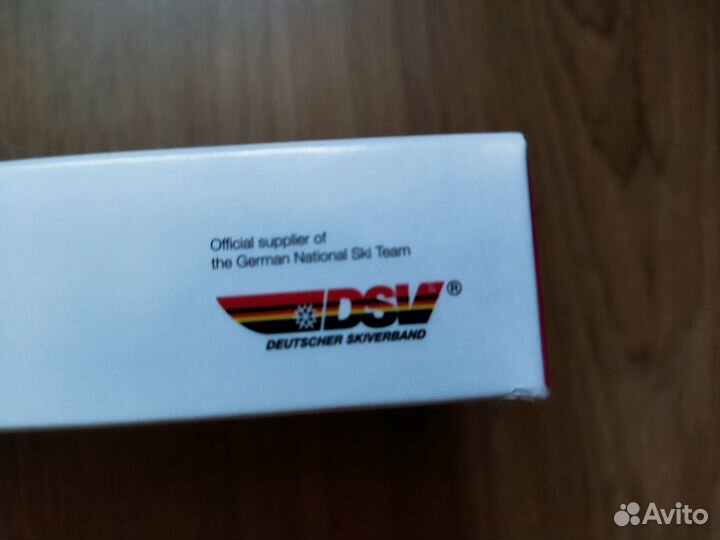 Official supplier of
the German National Ski Team
DSV ®
DEUTSCHER SKIVERBAND
Avito